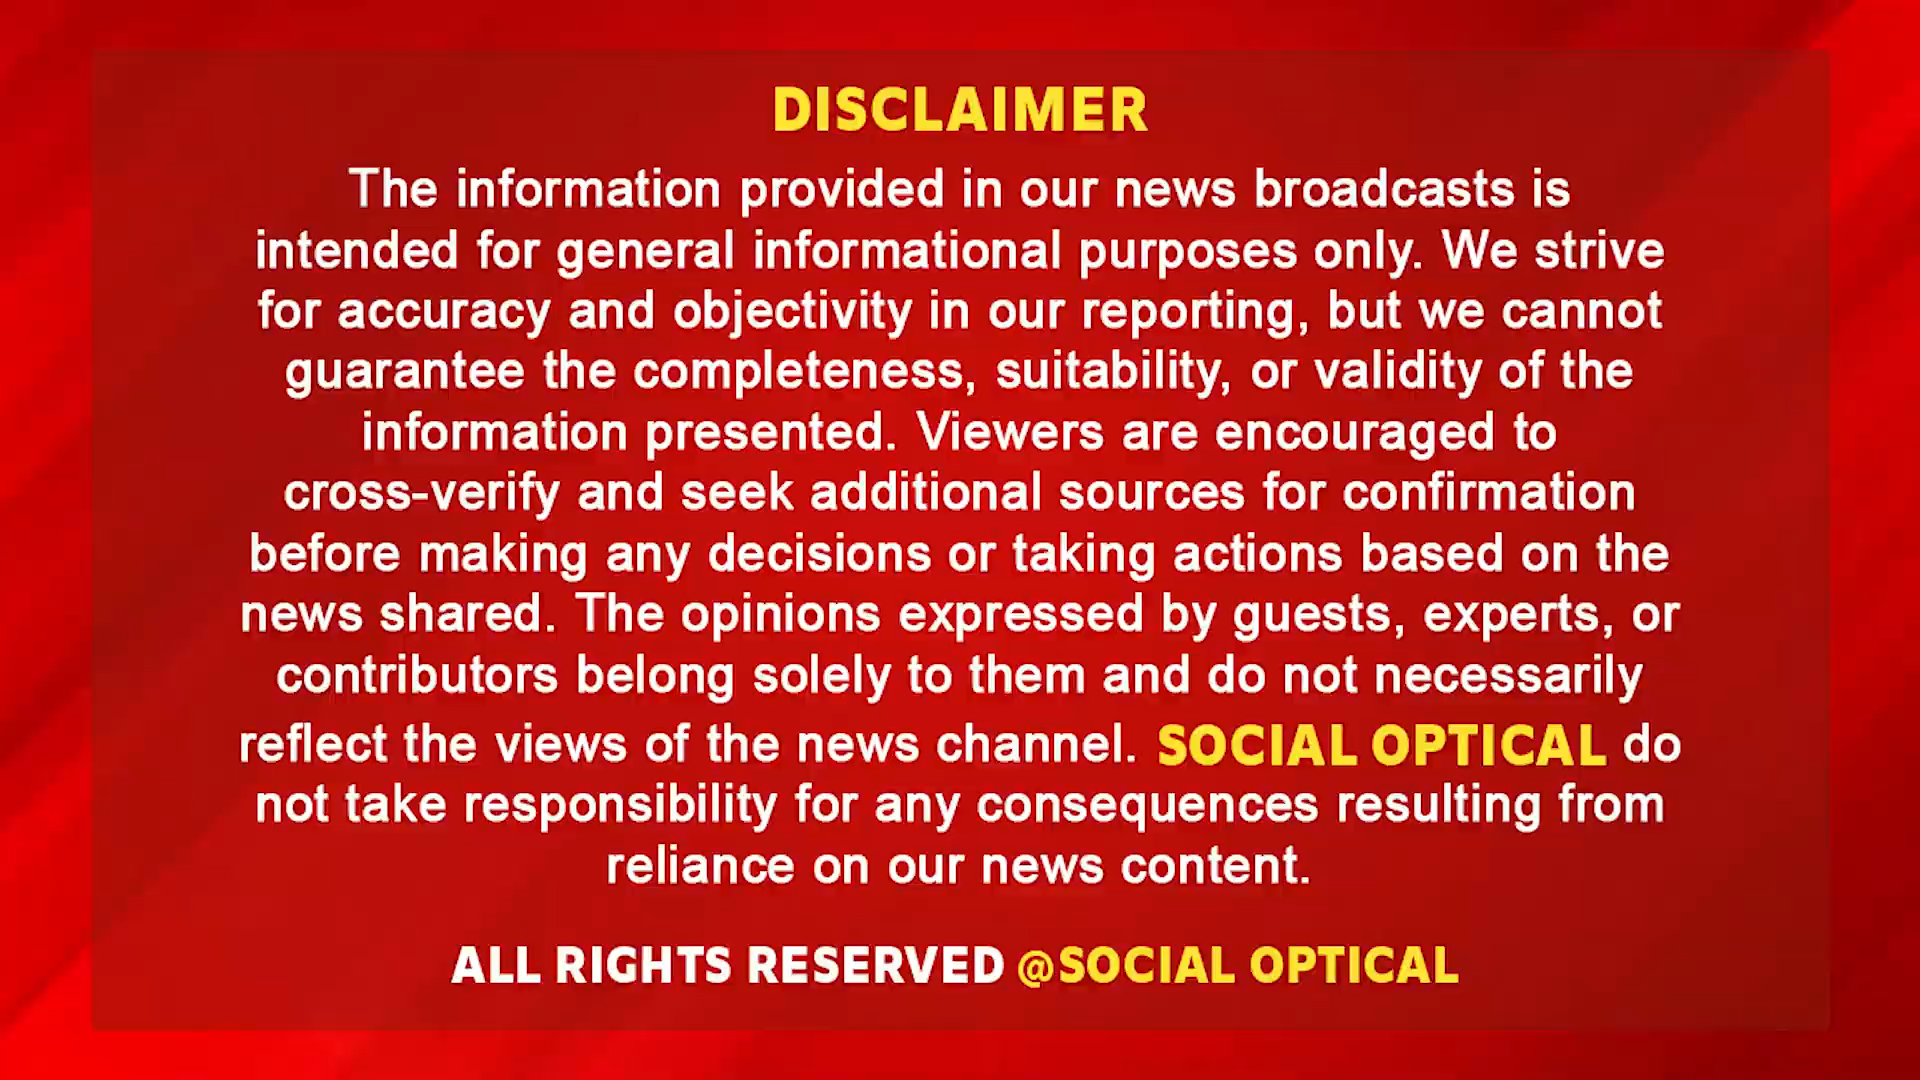 DISCLAIMER
The information provided in our news broadcasts is
intended for general informational purposes only. We strive
for accuracy and objectivity in our reporting, but we cannot
guarantee the completeness, suitability, or validity of the
information presented. Viewers are encouraged to
cross-verify and seek additional sources for confirmation
before making any decisions or taking actions based on the
news shared. The opinions expressed by guests, experts, or
contributors belong solely to them and do not necessarily
reflect the views of the news channel. SOCIAL OPTICAL do
not take responsibility for any consequences resulting from
reliance on our news content.
ALL RIGHTS RESERVED @SOCIAL OPTICAL